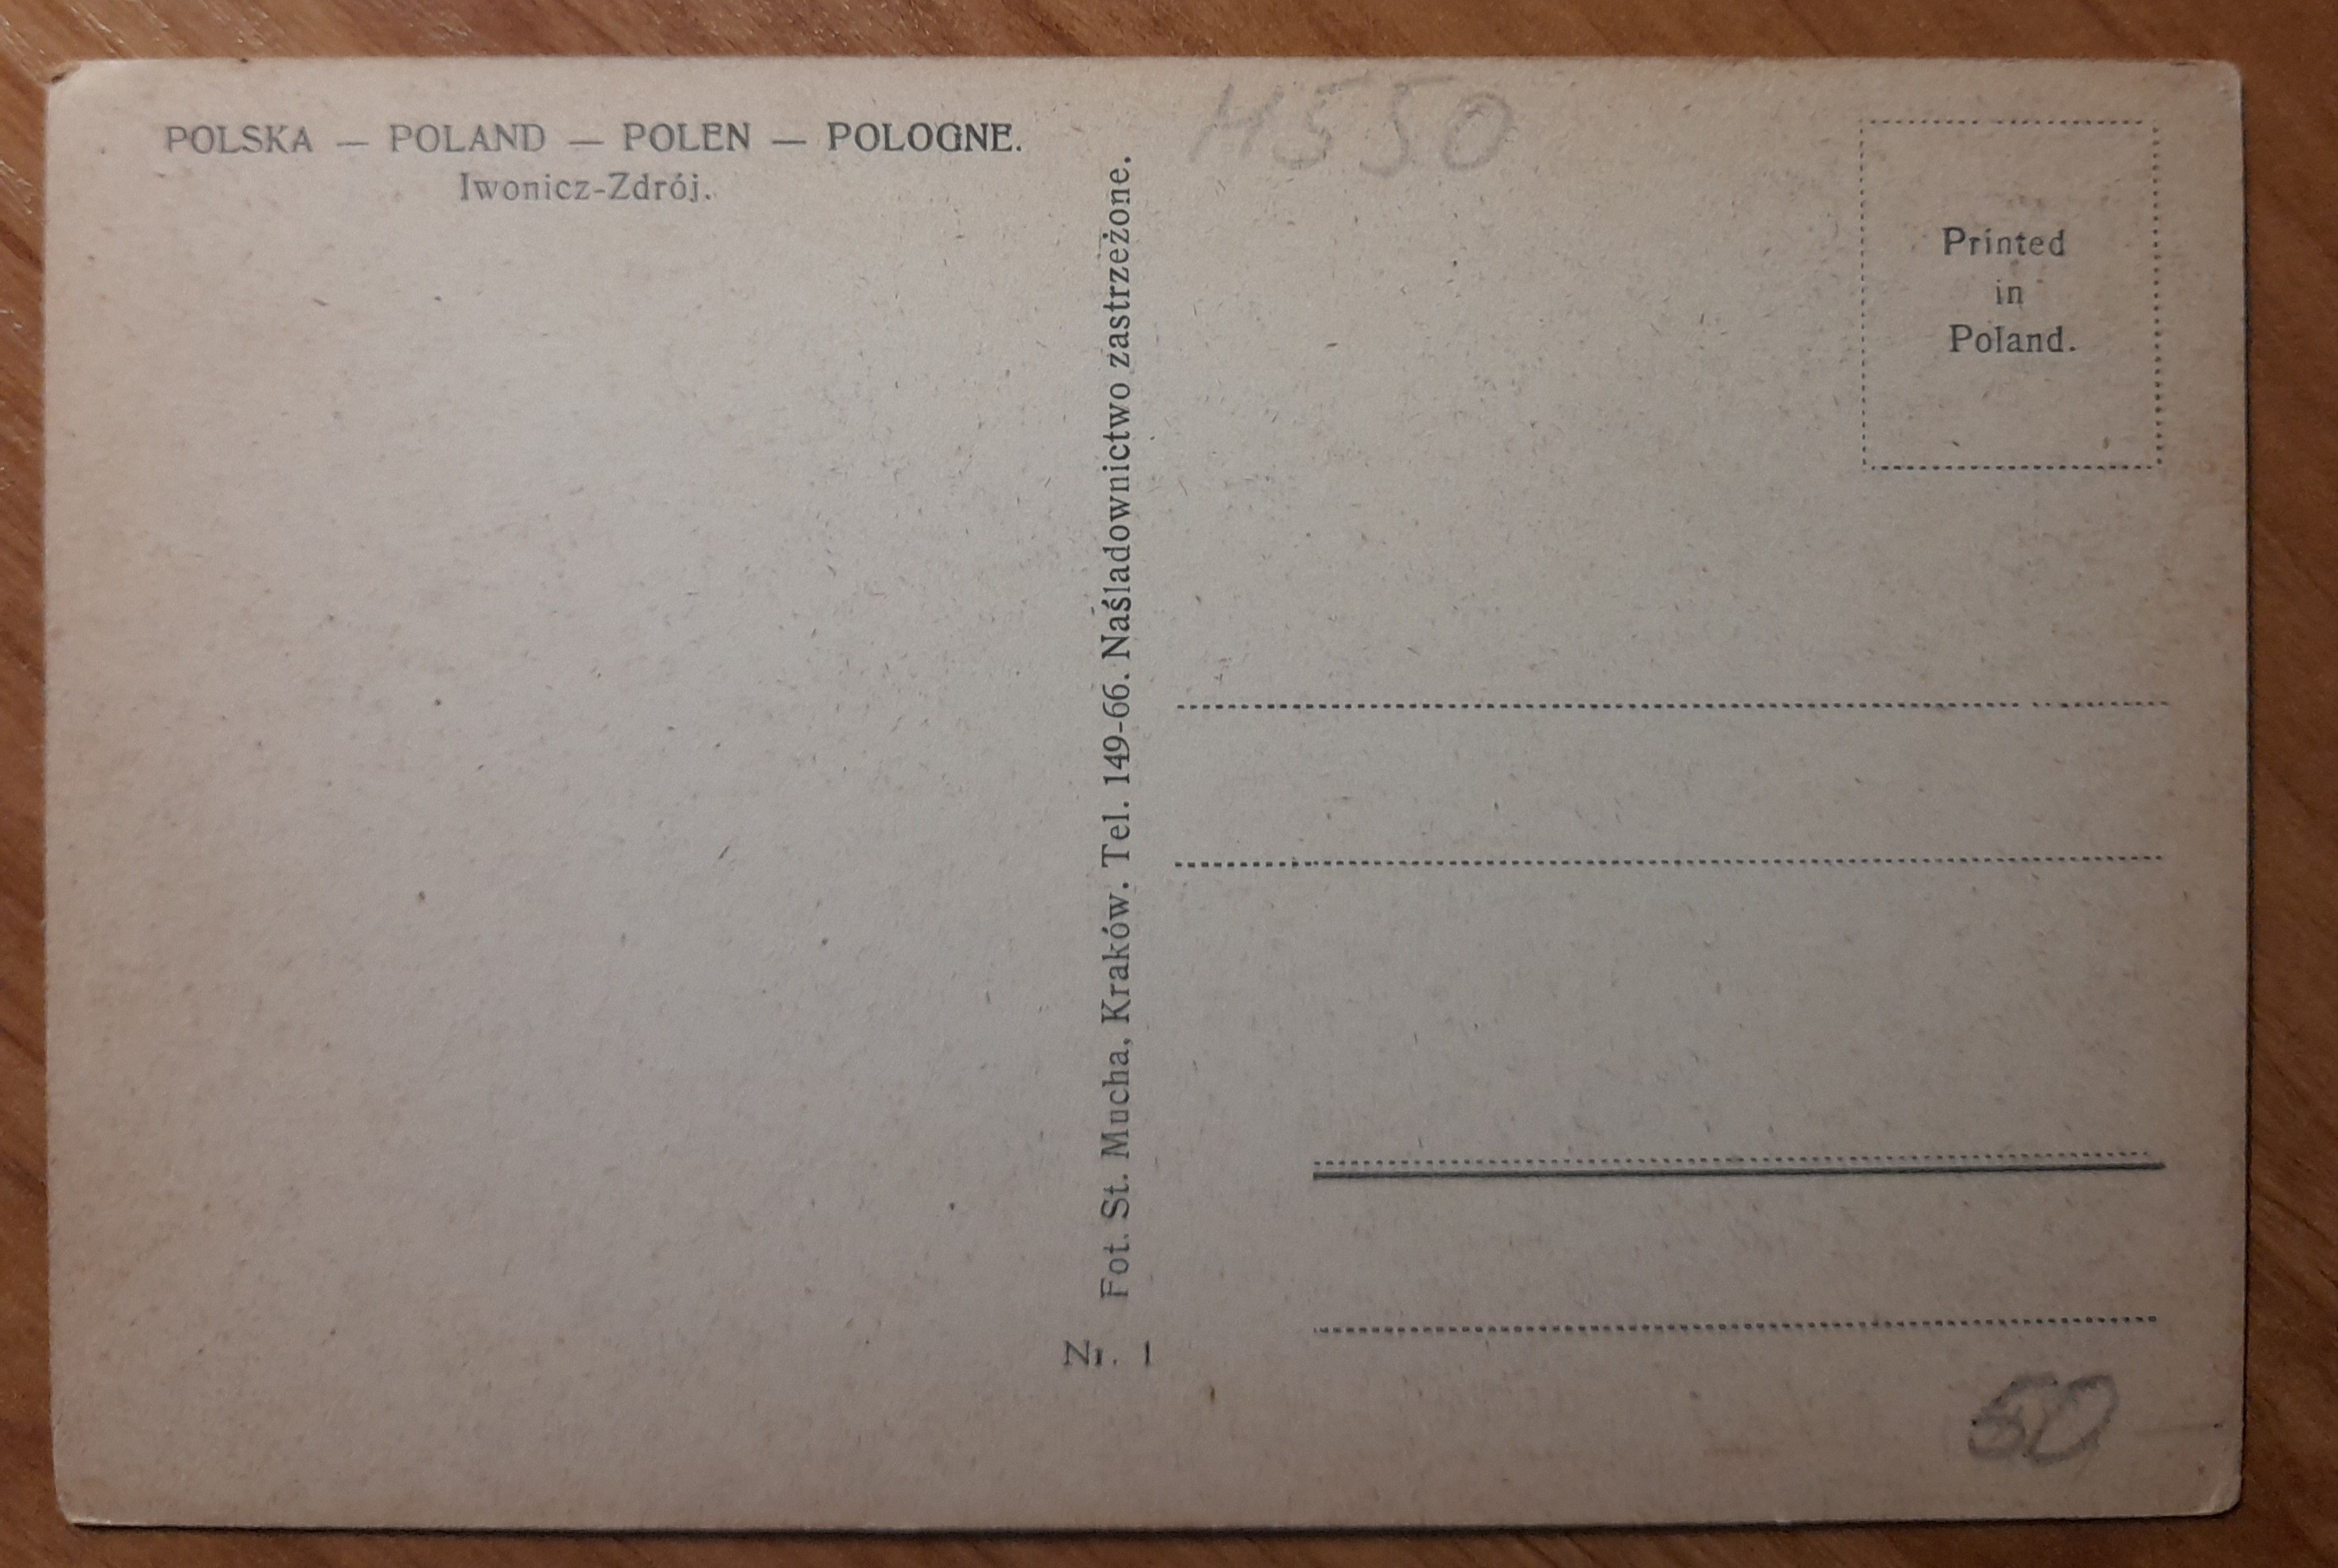 POLSKA — POLAND — POLEN — POLOGNE.
Iwonicz-Zdrój.
Fot. St. Mucha, Kraków. Tel. 149-66. Naśladownictwo zastrzeżone.
Nr. 1
H550
Printed
in
Poland.
50